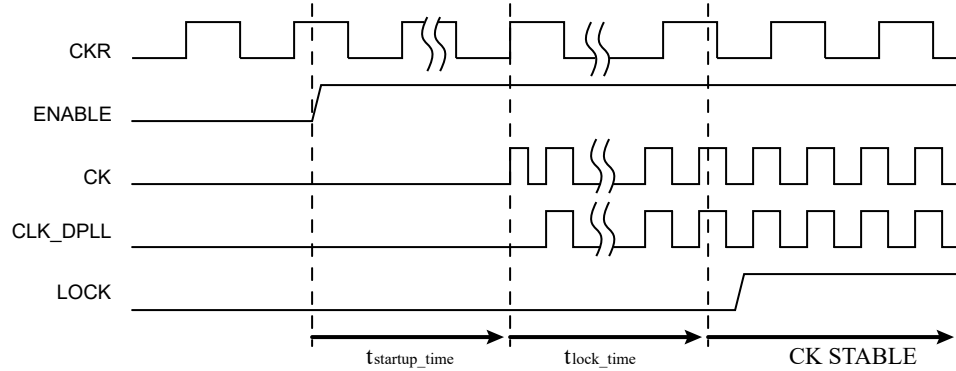 CKR
ENABLE
CK
CLK_DPLL
LOCK
tstartup_time
tlock_time
CK STABLE